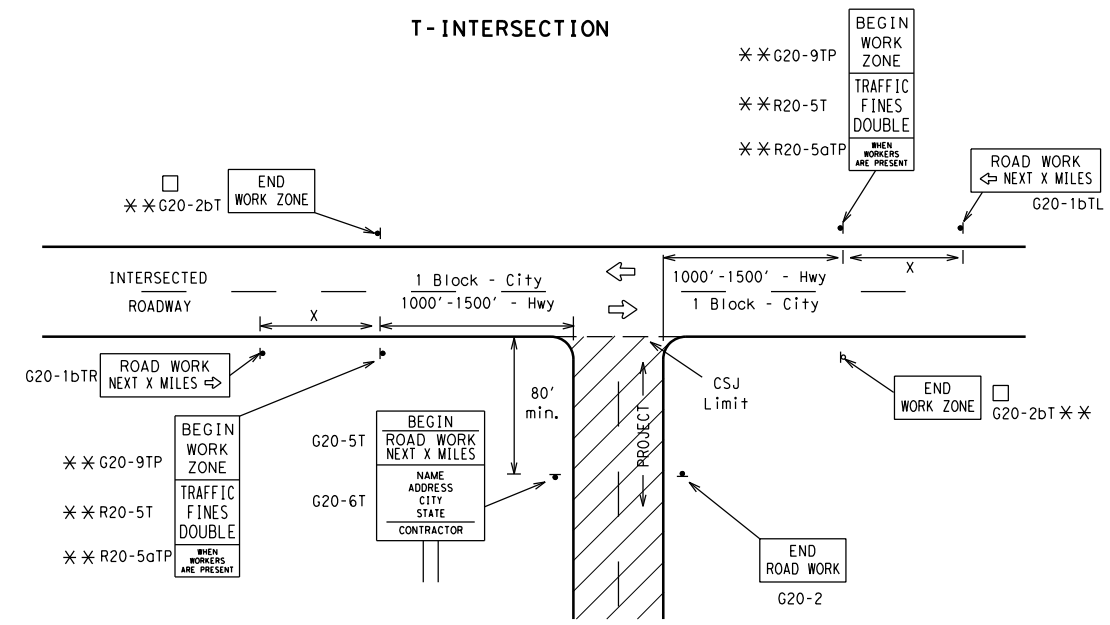 T-INTERSECTION
BEGIN
WORK
ZONE
TRAFFIC
FINES
DOUBLE
WHEN
WORKERS
ARE PRESENT
**G20-9TP
**R20-5T
**R20-5aTP
ROAD WORK
⇦ NEXT X MILES
G20-1bTL
END
WORK ZONE
□
**G20-2bT
INTERSECTED
ROADWAY
1 Block - City
1000'-1500' - Hwy
1000'-1500' - Hwy
1 Block - City
X
X
G20-1bTR
ROAD WORK
NEXT X MILES ⇨
80'
min.
PROJECT
CSJ
Limit
END
WORK ZONE
□
G20-2bT **
**G20-9TP
**R20-5T
**R20-5aTP
BEGIN
WORK
ZONE
TRAFFIC
FINES
DOUBLE
WHEN
WORKERS
ARE PRESENT
G20-5T
G20-6T
BEGIN
ROAD WORK
NEXT X MILES
NAME
ADDRESS
CITY
STATE
CONTRACTOR
END
ROAD WORK
G20-2